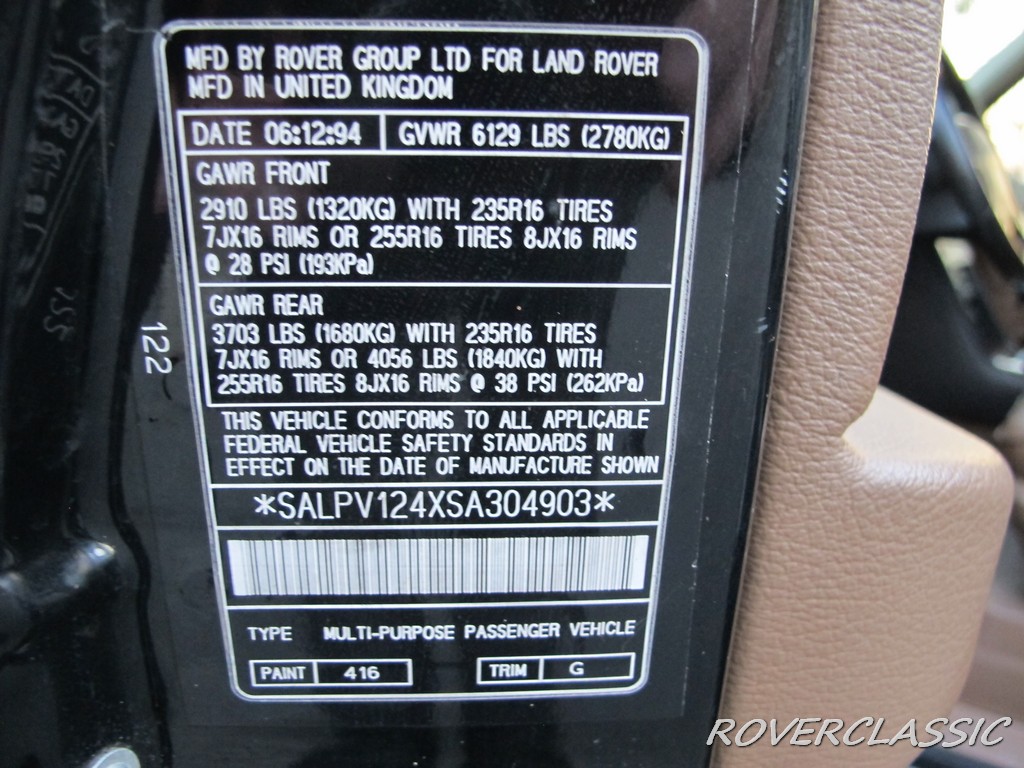 MFD BY ROVER GROUP LTD FOR LAND ROVER
MFD IN UNITED KINGDOM
DATE 06:12:94 GVWR 6129 LBS (2780KG)
GAWR FRONT
2910 LBS (1320KG) WITH 235R16 TIRES
7JX16 RIMS OR 255R16 TIRES 8JX16 RIMS
@ 28 PSI (193KPa)
GAWR REAR
3703 LBS (1680KG) WITH 235R16 TIRES
7JX16 RIMS OR 4056 LBS (1840KG) WITH
255R16 TIRES 8JX16 RIMS @ 38 PSI (262KPa)
THIS VEHICLE CONFORMS TO ALL APPLICABLE
FEDERAL VEHICLE SAFETY STANDARDS IN
EFFECT ON THE DATE OF MANUFACTURE SHOWN
*SALPV124XSA304903*
TYPE MULTI-PURPOSE PASSENGER VEHICLE
PAINT 416 TRIM G
122
ROVERCLASSIC